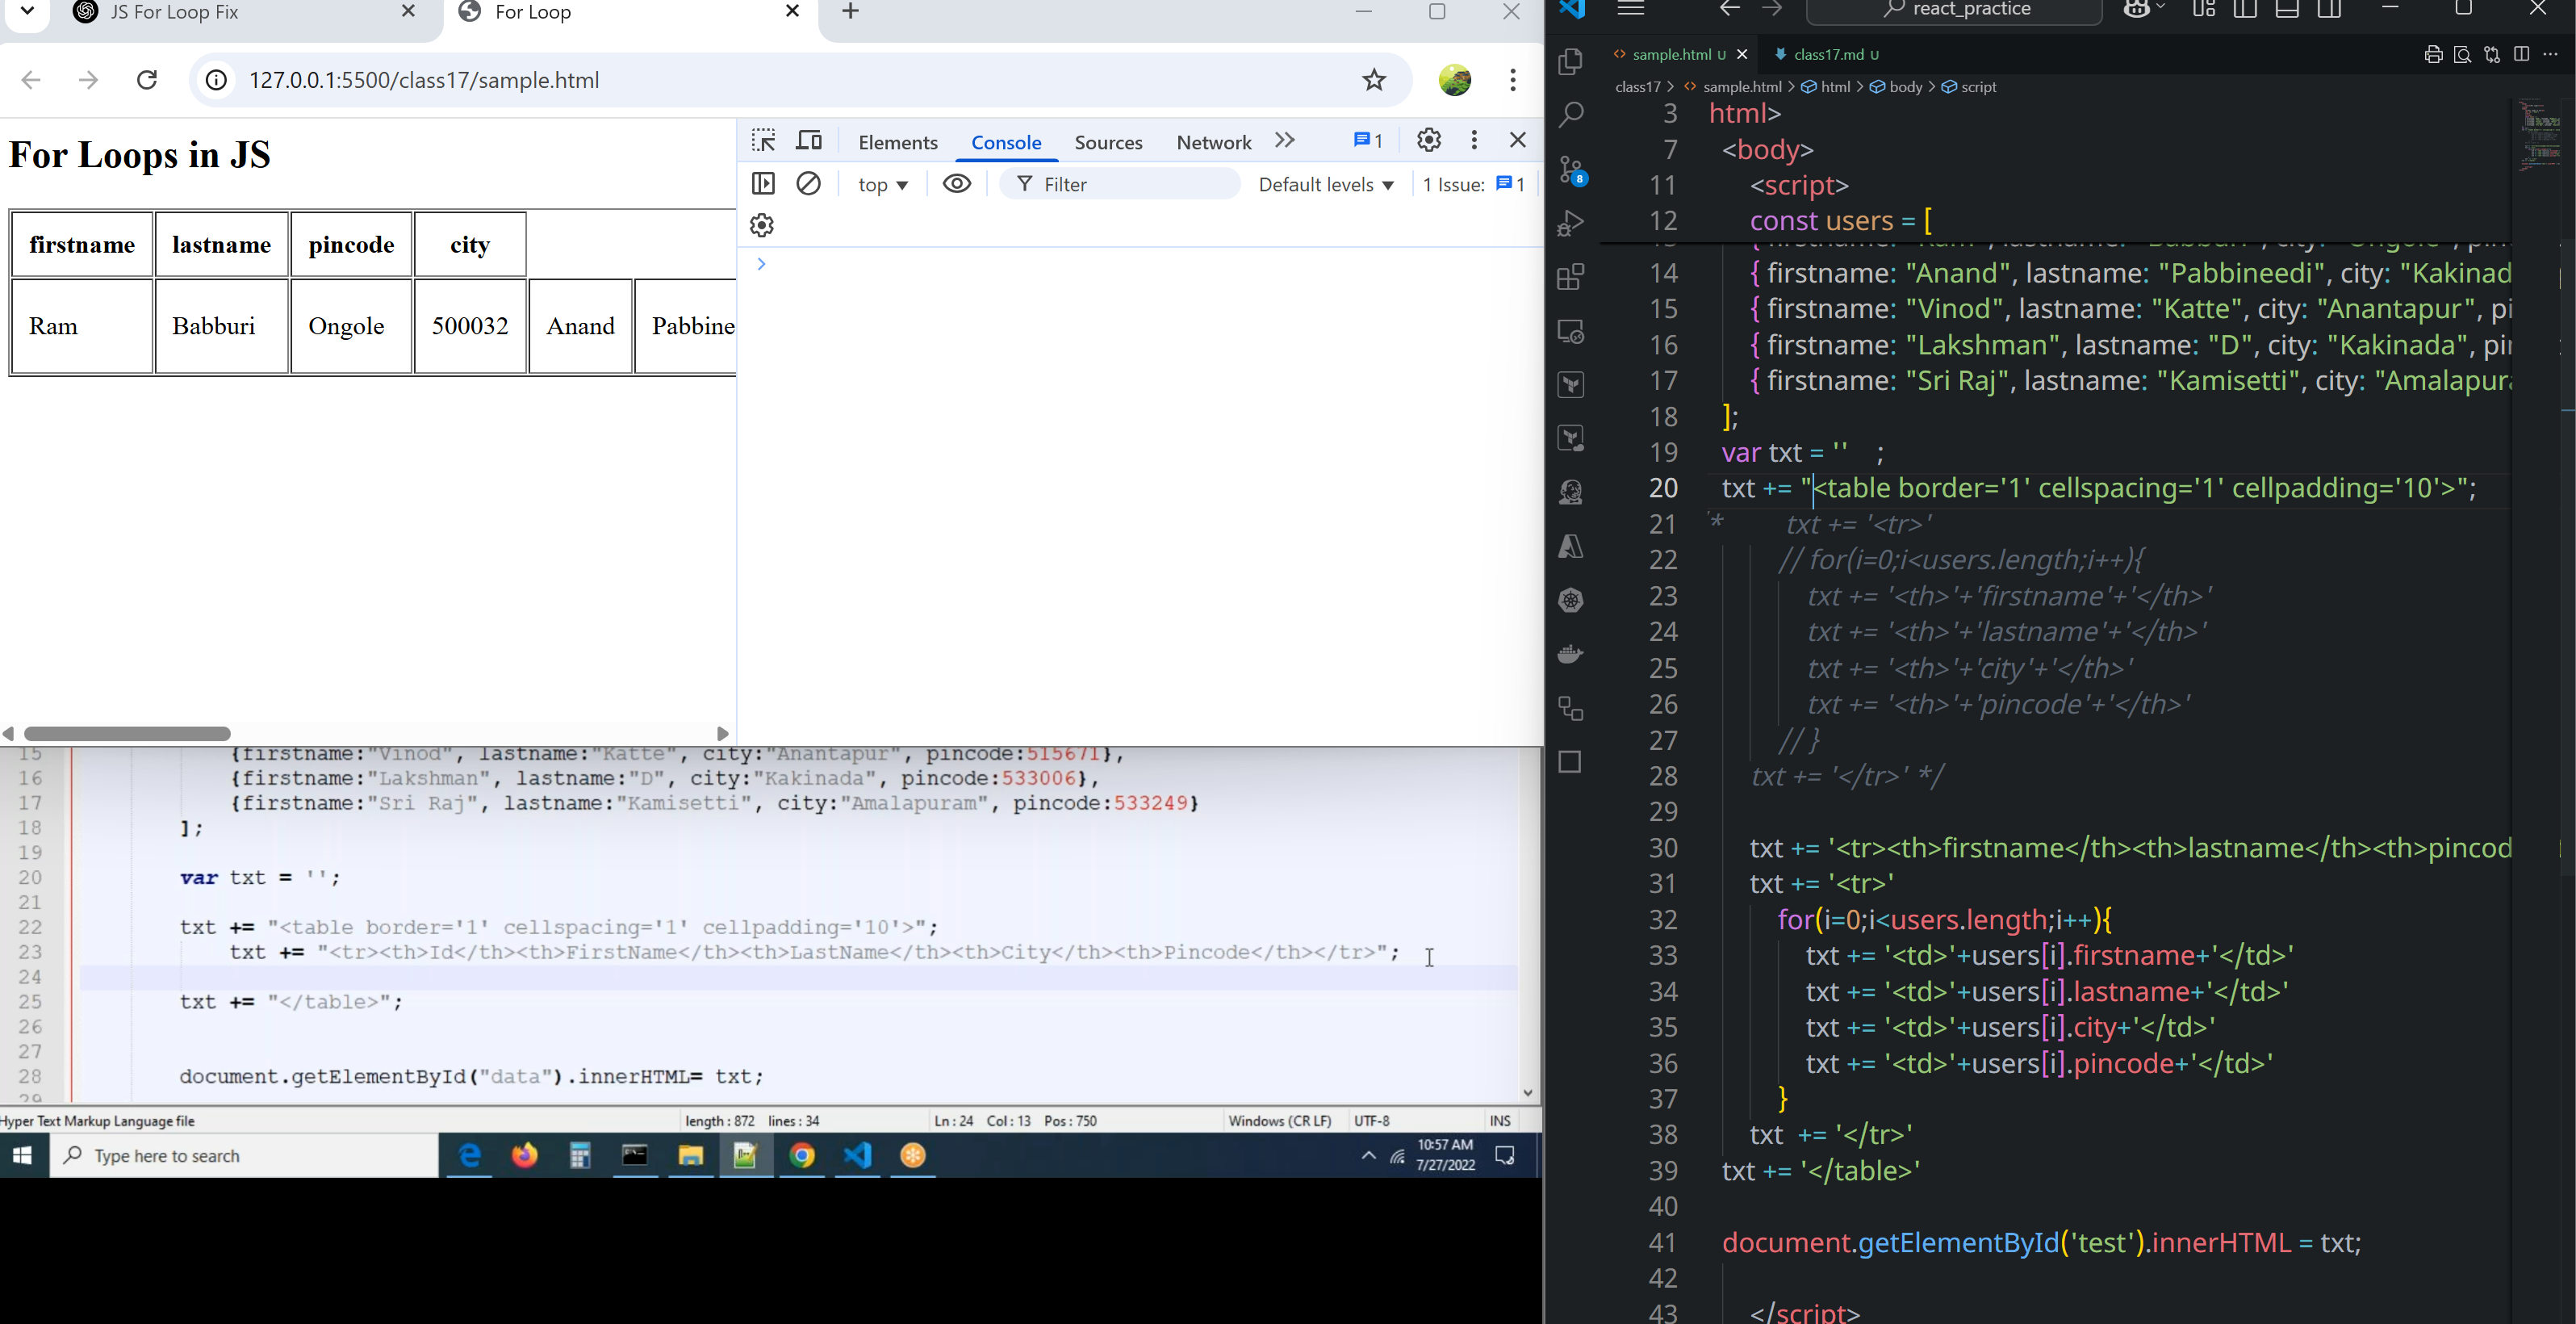 JS For Loop Fix
For Loop
127.0.0.1:5500/class17/sample.html
For Loops in JS
firstname lastname pincode city
Ram Babburi Ongole 500032 Anand Pabbine
Elements Console Sources Network 1
top Filter Default levels 1 Issue: 1
15 {firstname:"Vinod", lastname:"Katte", city:"Anantapur", pincode:515671},
16 {firstname:"Lakshman", lastname:"D", city:"Kakinada", pincode:533006},
17 {firstname:"Sri Raj", lastname:"Kamisetti", city:"Amalapuram", pincode:533249}
18 ];
19
20 var txt = '';
21
22 txt += "<table border='1' cellspacing='1' cellpadding='10'>";
23 txt += "<tr><th>Id</th><th>FirstName</th><th>LastName</th><th>City</th><th>Pincode</th></tr>";
24
25 txt += "</table>";
26
27
28 document.getElementById("data").innerHTML= txt;
29
Hyper Text Markup Language file length : 872 lines : 34 Ln : 24 Col : 13 Pos : 750 Windows (CR LF) UTF-8 INS
Type here to search
10:57 AM
7/27/2022
react_practice
sample.html U class17.md U
class17 > sample.html > html > body > script
8
3 html>
7 <body>
11 <script>
12 const users = [
14 { firstname: "Anand", lastname: "Pabbineedi", city: "Kakinad
15 { firstname: "Vinod", lastname: "Katte", city: "Anantapur", pi
16 { firstname: "Lakshman", lastname: "D", city: "Kakinada", pi
17 { firstname: "Sri Raj", lastname: "Kamisetti", city: "Amalapura
18 ];
19 var txt = '' ;
20 txt += "<table border='1' cellspacing='1' cellpadding='10'>";
21 * txt += '<tr>'
22 // for(i=0;i<users.length;i++){
23 txt += '<th>'+'firstname'+'</th>'
24 txt += '<th>'+'lastname'+'</th>'
25 txt += '<th>'+'city'+'</th>'
26 txt += '<th>'+'pincode'+'</th>'
27 // }
28 txt += '</tr>' */
29
30 txt += '<tr><th>firstname</th><th>lastname</th><th>pincod
31 txt += '<tr>'
32 for(i=0;i<users.length;i++){
33 txt += '<td>'+users[i].firstname+'</td>'
34 txt += '<td>'+users[i].lastname+'</td>'
35 txt += '<td>'+users[i].city+'</td>'
36 txt += '<td>'+users[i].pincode+'</td>'
37 }
38 txt += '</tr>'
39 txt += '</table>'
40
41 document.getElementById('test').innerHTML = txt;
42
43 </script>